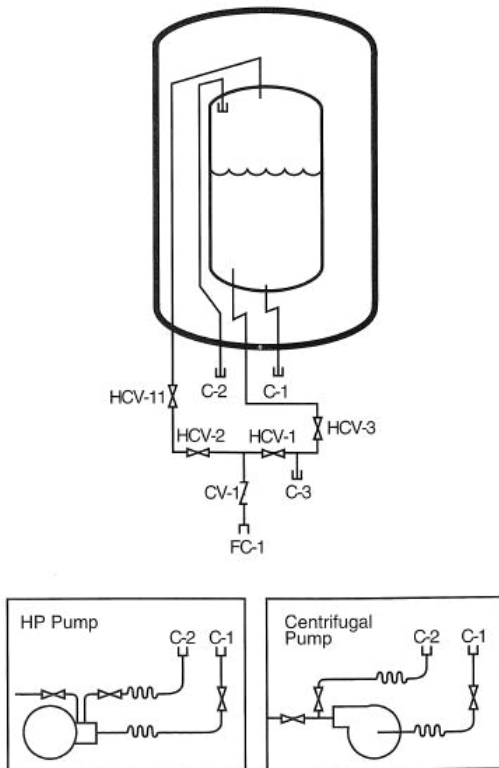 C-2
C-1
HCV-11
HCV-3
HCV-2
HCV-1
CV-1
C-3
FC-1
HP Pump
C-2
C-1
Centrifugal
Pump
C-2
C-1